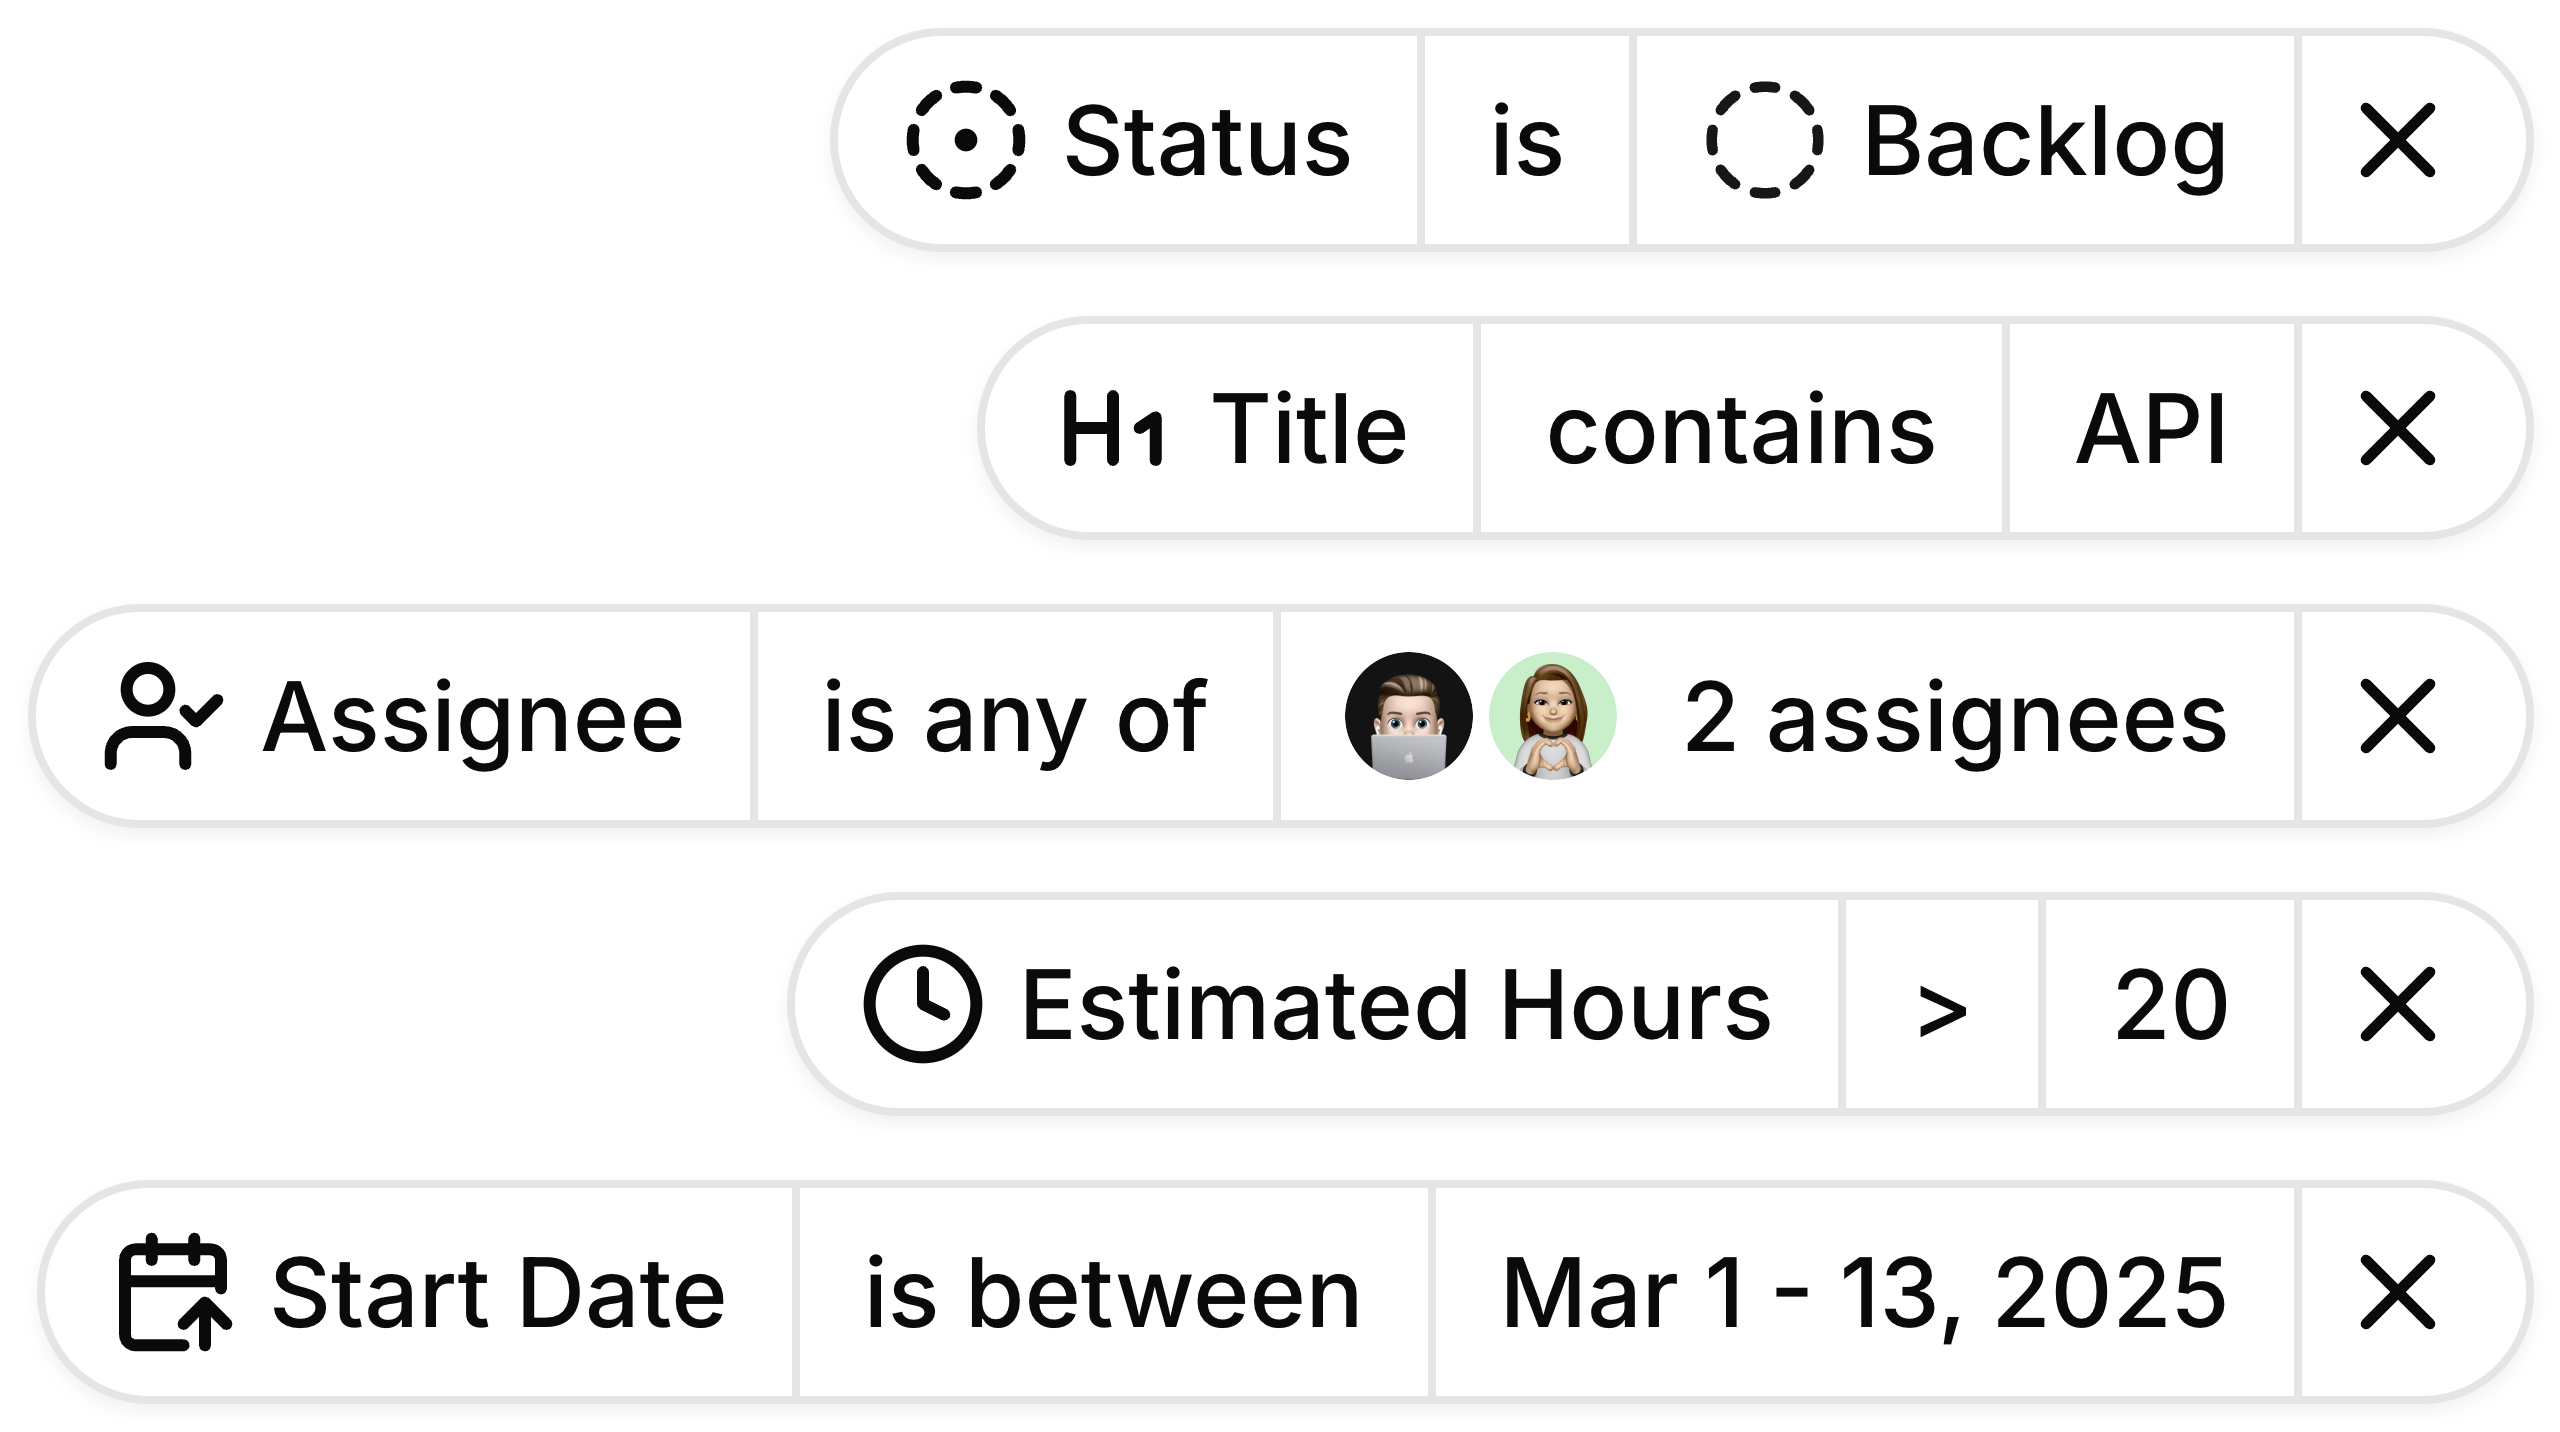 Status is Backlog
H1 Title contains API
Assignee is any of 2 assignees
Estimated Hours > 20
Start Date is between Mar 1 - 13, 2025